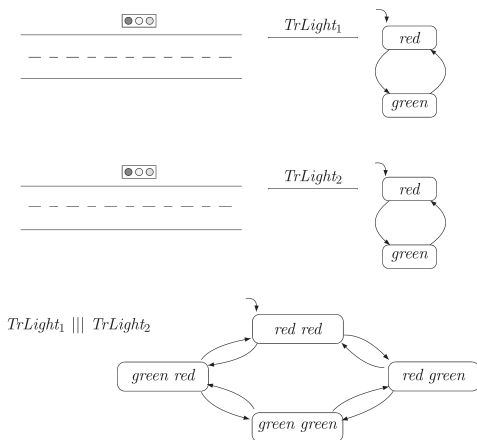 TrLight₁
red
green
TrLight₂
red
green
TrLight₁ ||| TrLight₂
red red
green red
red green
green green